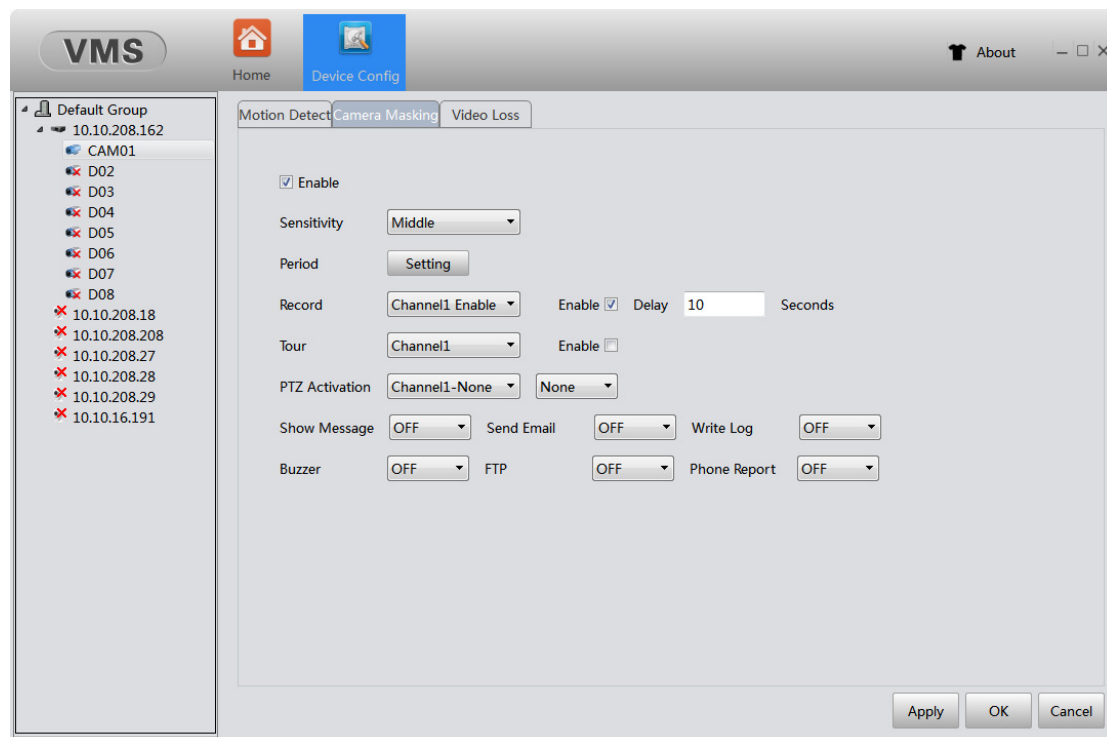 VMS
Home
Device Config
About
Default Group
10.10.208.162
CAM01
D02
D03
D04
D05
D06
D07
D08
10.10.208.18
10.10.208.208
10.10.208.27
10.10.208.28
10.10.208.29
10.10.16.191
Motion Detect Camera Masking Video Loss
Enable
Sensitivity Middle
Period Setting
Record Channel1 Enable Enable Delay 10 Seconds
Tour Channel1 Enable
PTZ Activation Channel1-None None
Show Message OFF Send Email OFF Write Log OFF
Buzzer OFF FTP OFF Phone Report OFF
Apply OK Cancel